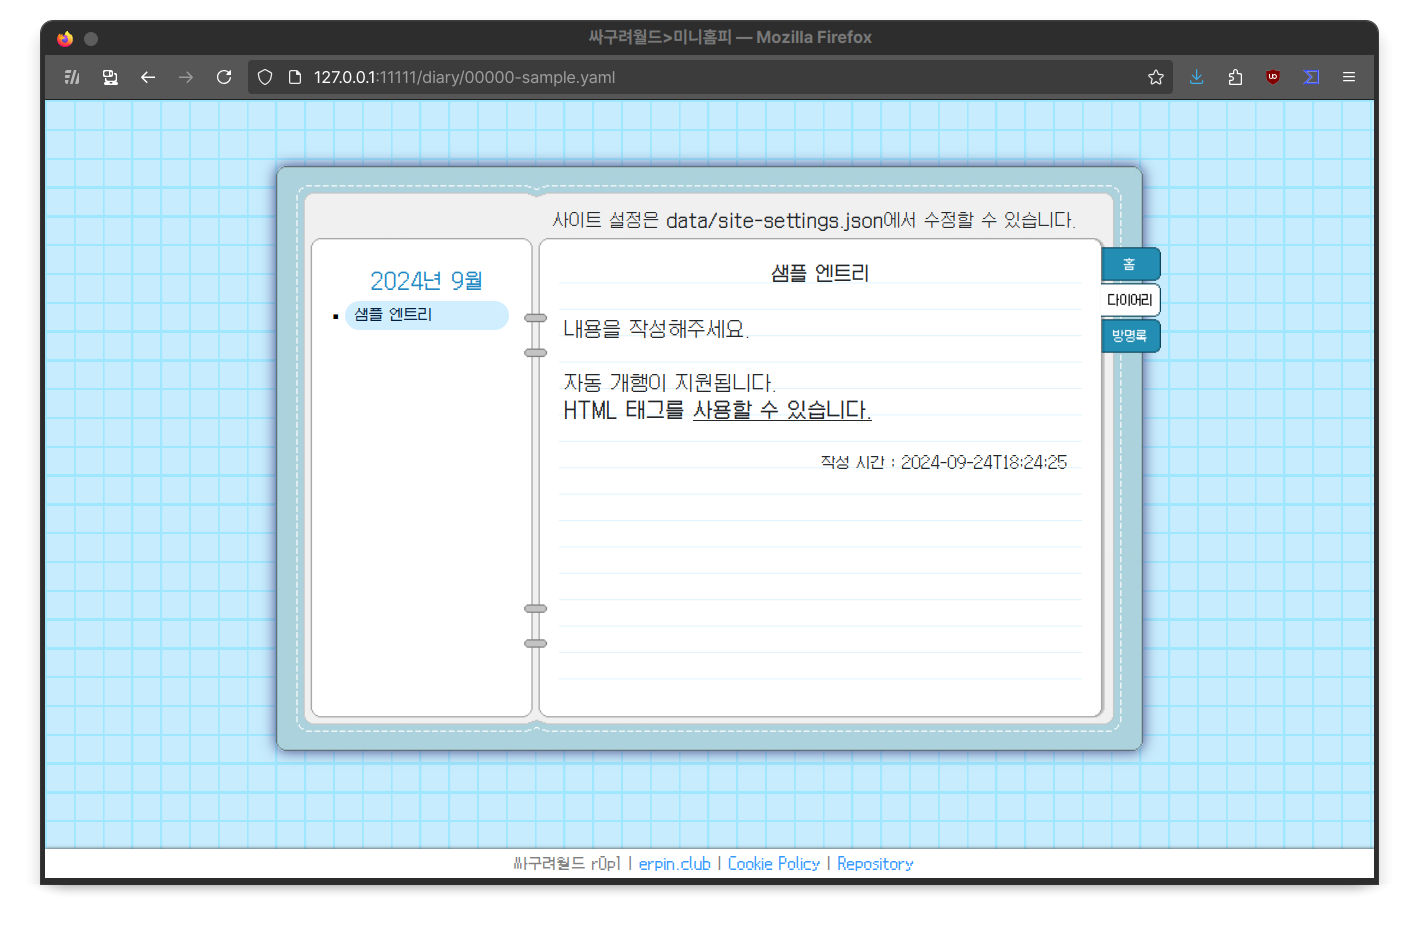 싸구려월드>미니홈피 — Mozilla Firefox
127.0.0.1:11111/diary/00000-sample.yaml
사이트 설정은 data/site-settings.json에서 수정할 수 있습니다.
2024년 9월
샘플 엔트리
샘플 엔트리
내용을 작성해주세요.
자동 개행이 지원됩니다.
HTML 태그를 사용할 수 있습니다.
작성 시간 : 2024-09-24T18:24:25
홈
다이어리
방명록
싸구려월드 r0p1 | erpin.club | Cookie Policy | Repository